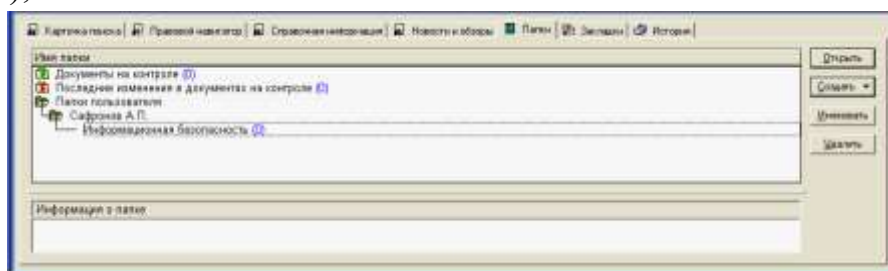 ),
Карточка поиска Правовой навигатор Справочная информация Новости и обзоры Папки Закладки История
Имя папки
Открыть
Документы на контроле (0)
Последние изменения в документах на контроле (0)
Создать
Папки пользователя
Сафронов А.П.
Изменить
Информационная безопасность (0)
Удалить
Информация о папке